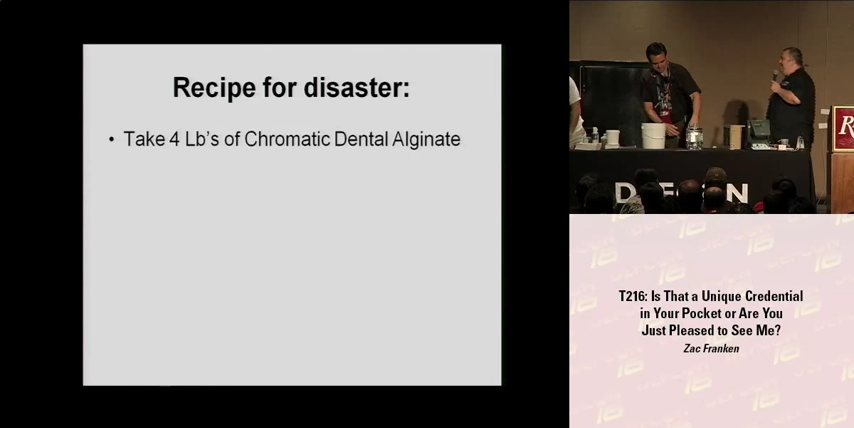 Recipe for disaster:
• Take 4 Lb's of Chromatic Dental Alginate
T216: Is That a Unique Credential
in Your Pocket or Are You
Just Pleased to See Me?
Zac Franken